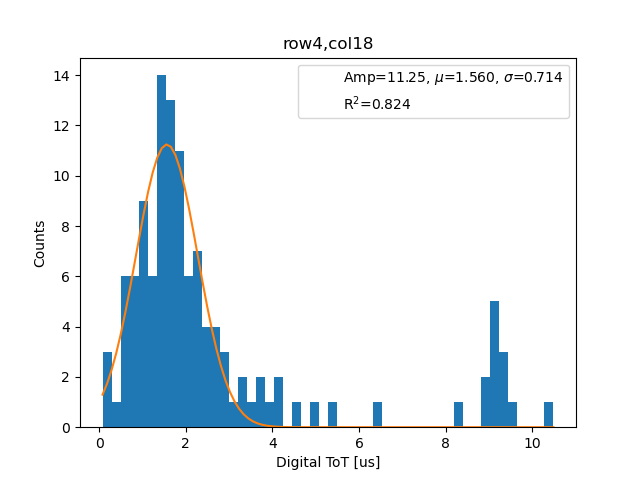 row4,col18
Amp=11.25, μ=1.560, σ=0.714
R²=0.824
14
12
10
8
6
4
2
0
Counts
0 2 4 6 8 10
Digital ToT [us]